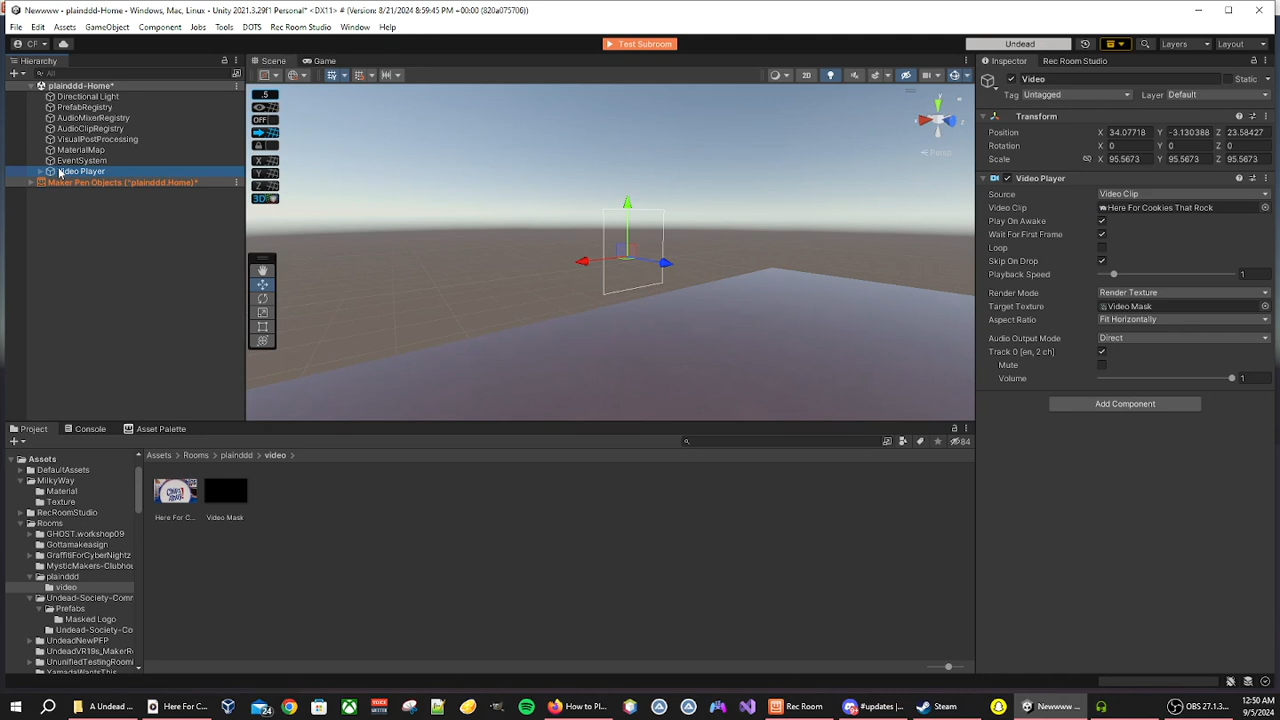 Newwww - plainddd-Home - Windows, Mac, Linux - Unity 2021.3.29f1 Personal* <DX11> # (Version: 8/21/2024 8:59:45 PM UTC) # (820a075706)
File Edit Assets GameObject Component Jobs Tools DOTS Rec Room Studio Window Help
Test Subroom
Undead
Layers
Layout
Hierarchy
All
plainddd-Home*
Directional Light
PrefabRegistry
AudioMixerRegistry
AudioClipRegistry
VisualPostProcessing
MaterialMap
EventSystem
Video Player
Maker Pen Objects (^plainddd.Home)*
Scene
Game
.5
OFF
X
Y
Z
3D
y
x
z
Persp
Inspector
Rec Room Studio
Video
Static
Tag Untagged
Layer Default
Transform
Position X 34.07718 Y -3.130388 Z 23.58427
Rotation X 0 Y 0 Z 0
Scale X 95.5673 Y 95.5673 Z 95.5673
Video Player
Source Video Clip
Video Clip Here For Cookies That Rock
Play On Awake
Wait For First Frame
Loop
Skip On Drop
Playback Speed 1
Render Mode Render Texture
Target Texture Video Mask
Aspect Ratio Fit Horizontally
Audio Output Mode Direct
Track 0 [en, 2 ch]
Mute
Volume 1
Add Component
Project
Console
Asset Palette
84
Assets
DefaultAssets
MilkyWay
Material
Texture
RecRoomStudio
Rooms
GHOST.workshop09
Gottamakeasign
GraffitiForCyberNightz
MysticMakers-Clubhou
plainddd
video
Undead-Society-Comm
Prefabs
Masked Logo
Undead-Society-Co
UndeadNewPFP
UndeadVR19s_MakerRo
UnunifiedTestingRoom
YamadaWantsThis
Assets > Rooms > plainddd > video >
Here For C...
Video Mask
A Undead ...
Here For C...
24
How to Pl...
Rec Room
#updates | ...
Steam
Newwww ...
OBS 27.1.3...
12:50 AM
9/5/2024